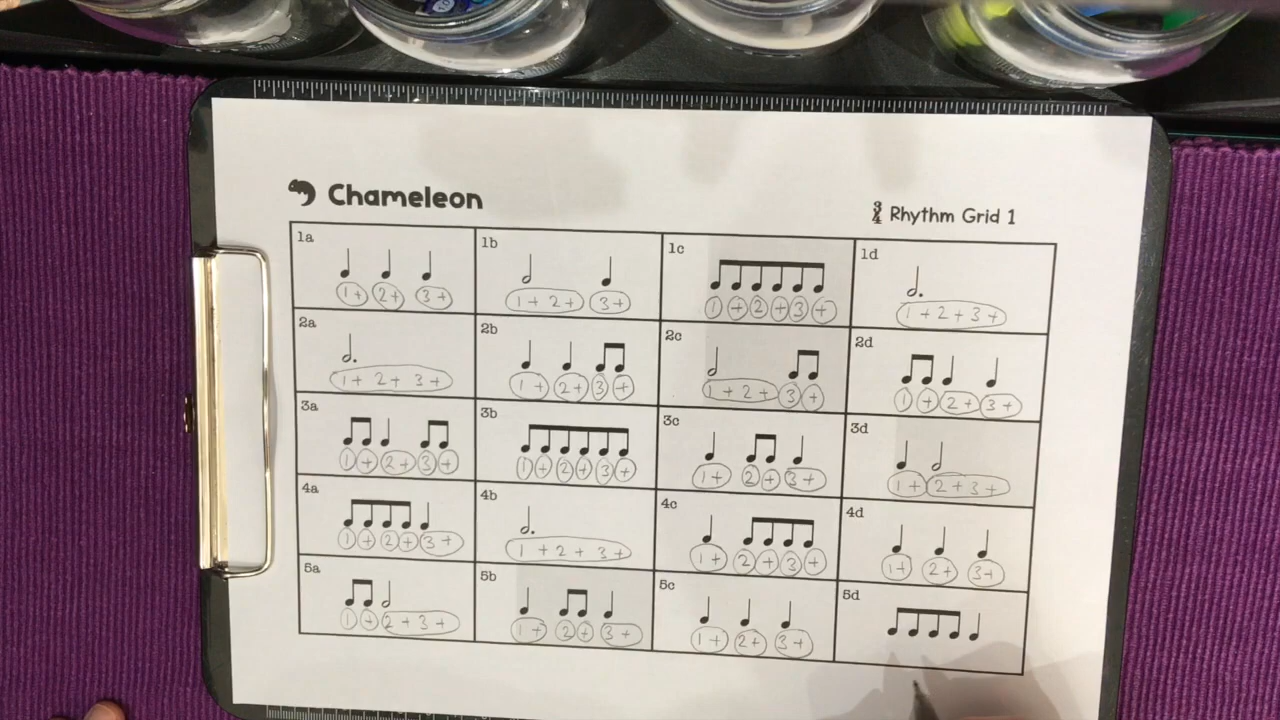 Chameleon
3/4 Rhythm Grid 1
1a 1b 1c 1d
1+ 2+ 3+ 1+2+ 3+ 1+2+3+ 1+2+3+
2a 2b 2c 2d
1+ 2+ 3+ 1+ 2+ 3+ 1+2+ 3+ 1+2+3+
3a 3b 3c 3d
1+2+3+ 1+2+3+ 1+ 2+ 3+ 1+2+3+
4a 4b 4c 4d
1+2+3+ 1+2+3+ 1+ 2+3+ 1+ 2+ 3+
5a 5b 5c 5d
1+2+3+ 1+ 2+ 3+ 1+ 2+ 3+